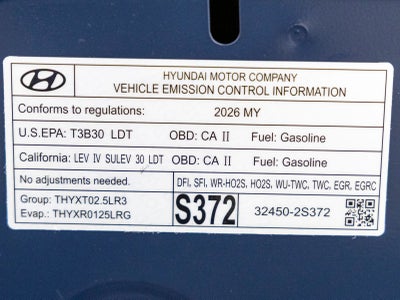 HYUNDAI MOTOR COMPANY
VEHICLE EMISSION CONTROL INFORMATION
Conforms to regulations: 2026 MY
U.S.EPA: T3B30 LDT OBD: CA II Fuel: Gasoline
California: LEV IV SULEV 30 LDT OBD: CA II Fuel: Gasoline
No adjustments needed. DFI, SFI, WR-HO2S, HO2S, WU-TWC, TWC, EGR, EGRC
Group: THYXT02.5LR3
Evap.: THYXR0125LRG
S372 32450-2S372